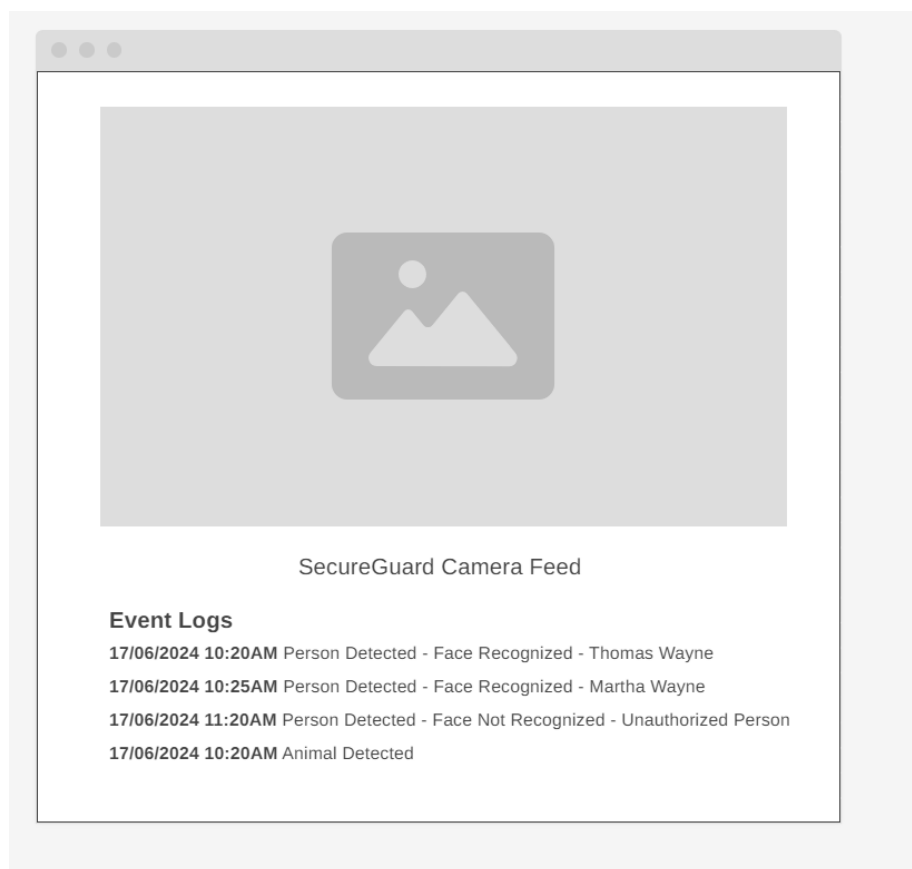 SecureGuard Camera Feed
Event Logs
17/06/2024 10:20AM Person Detected - Face Recognized - Thomas Wayne
17/06/2024 10:25AM Person Detected - Face Recognized - Martha Wayne
17/06/2024 11:20AM Person Detected - Face Not Recognized - Unauthorized Person
17/06/2024 10:20AM Animal Detected